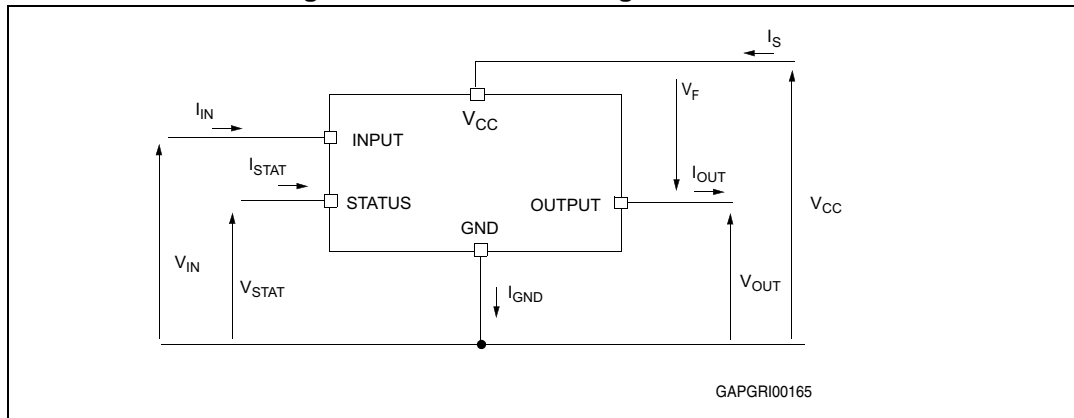 I_S
V_F
I_IN
V_CC
INPUT
I_STAT
I_OUT
STATUS
OUTPUT
V_CC
GND
V_IN
V_STAT
I_GND
V_OUT
GAPGRI00165